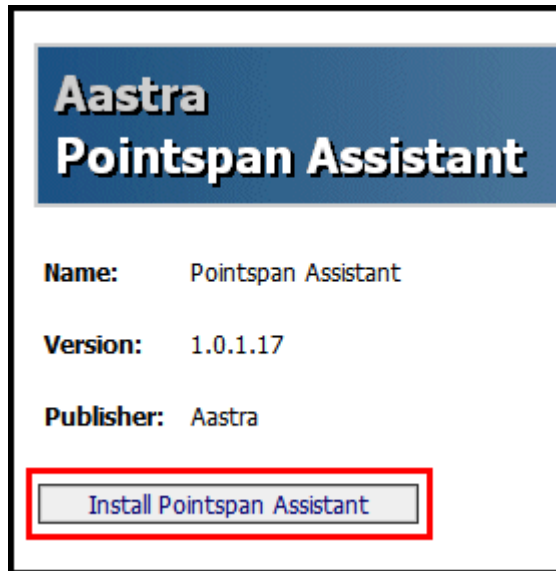 Aastra
Pointspan Assistant
Name: Pointspan Assistant
Version: 1.0.1.17
Publisher: Aastra
Install Pointspan Assistant